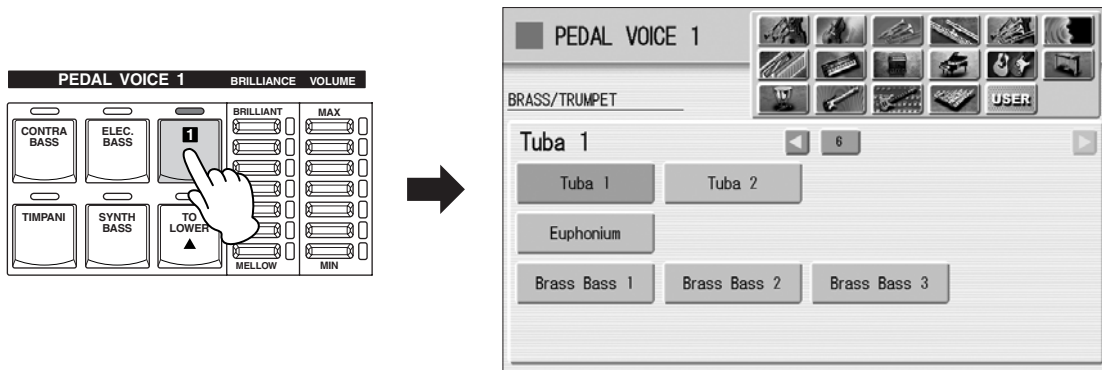 PEDAL VOICE 1 BRILLIANCE VOLUME
CONTRA BASS
ELEC. BASS
1
BRILLIANT
MAX
TIMPANI
SYNTH BASS
TO LOWER
▲
MELLOW
MIN
PEDAL VOICE 1
USER
BRASS/TRUMPET
Tuba 1
6
Tuba 1 Tuba 2
Euphonium
Brass Bass 1 Brass Bass 2 Brass Bass 3